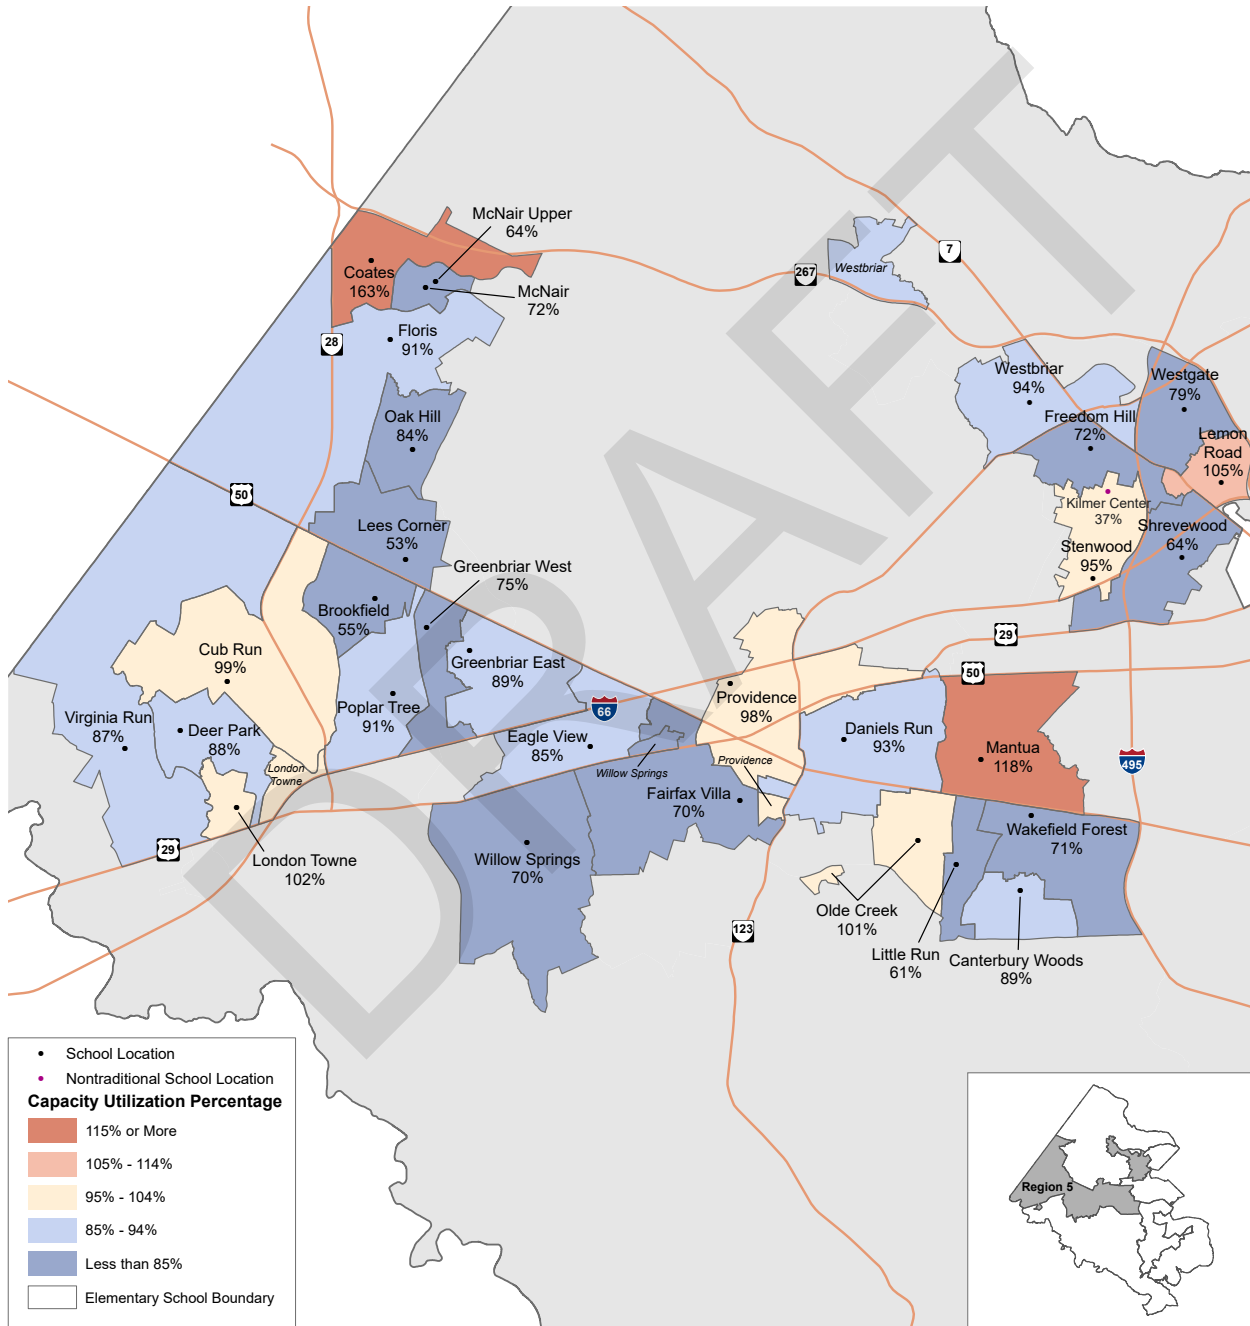 McNair Upper
64%
Coates
163%
McNair
72%
Floris
91%
28
267
7
Westbriar
Westbriar
94%
Westgate
79%
Freedom Hill
72%
Lemon
Road
105%
Oak Hill
84%
50
Kilmer Center
37%
Lees Corner
53%
Shrevewood
64%
Stenwood
95%
Greenbriar West
75%
Brookfield
55%
29
Cub Run
99%
Greenbriar East
89%
50
Providence
98%
Poplar Tree
91%
66
Virginia Run
87%
Deer Park
88%
Eagle View
85%
Daniels Run
93%
Mantua
118%
495
London
Towne
Willow Springs
Providence
Fairfax Villa
70%
Wakefield Forest
71%
29
London Towne
102%
Willow Springs
70%
Olde Creek
101%
123
Little Run
61%
Canterbury Woods
89%
DRAFT
School Location
Nontraditional School Location
Capacity Utilization Percentage
115% or More
105% - 114%
95% - 104%
85% - 94%
Less than 85%
Elementary School Boundary
Region 5